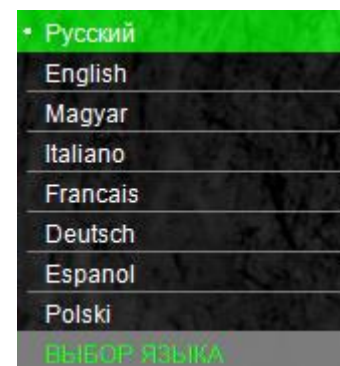 Русский
English
Magyar
Italiano
Francais
Deutsch
Espanol
Polski
ВЫБОР ЯЗЫКА